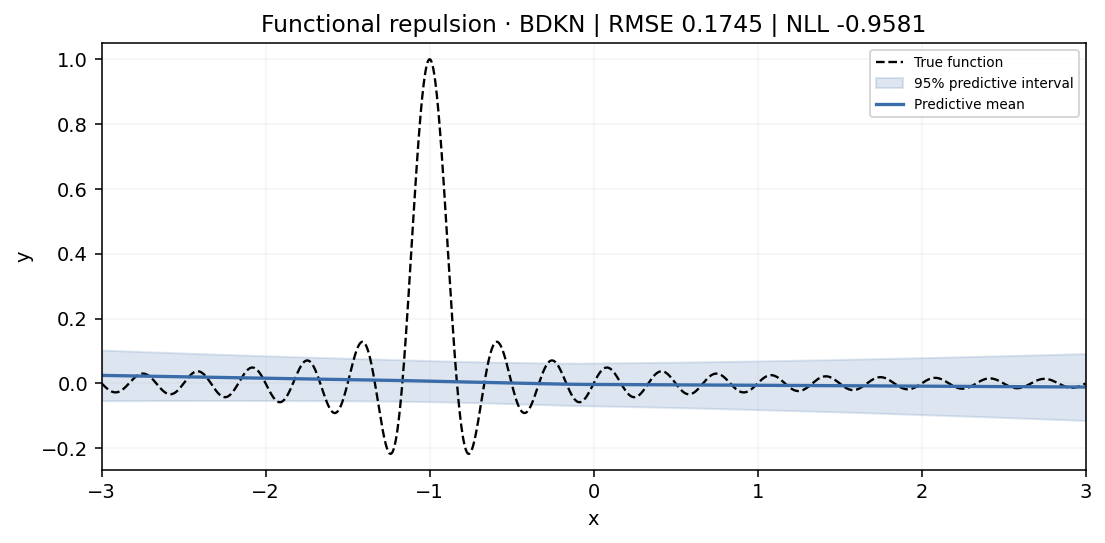 Functional repulsion · BDKN | RMSE 0.1745 | NLL -0.9581
True function
95% predictive interval
Predictive mean
1.0
0.8
0.6
0.4
0.2
0.0
−0.2
y
−3 −2 −1 0 1 2 3
x